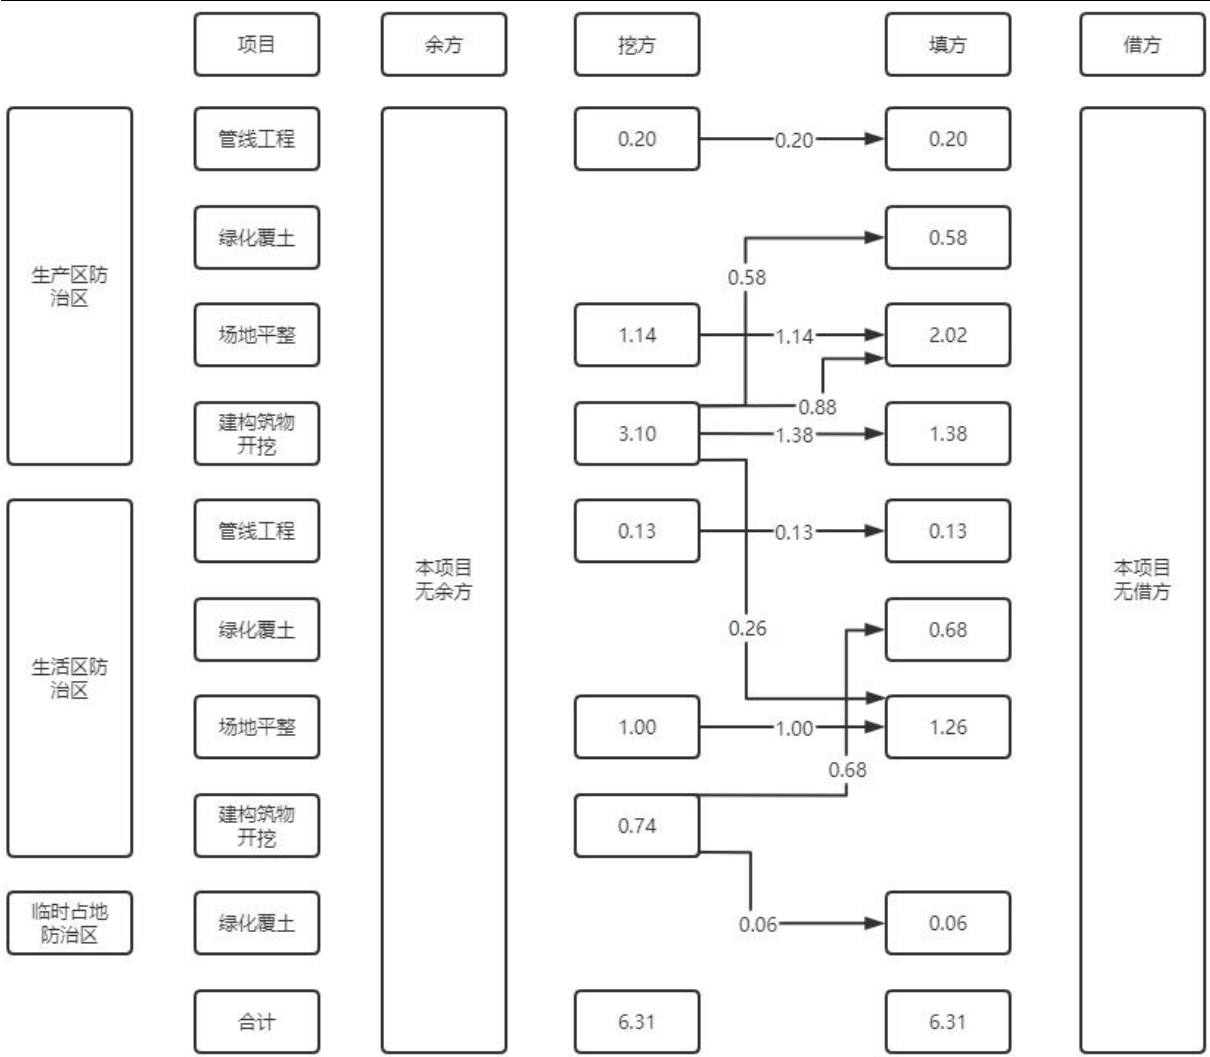 项目
余方
挖方
填方
借方
生产区防
治区
管线工程
0.20
0.20
0.20
绿化覆土
0.58
0.58
场地平整
1.14
1.14
2.02
0.88
建构筑物
开挖
3.10
1.38
1.38
本项目
无余方
本项目
无借方
生活区防
治区
管线工程
0.13
0.13
0.13
绿化覆土
0.26
0.68
场地平整
1.00
1.00
1.26
0.68
建构筑物
开挖
0.74
临时占地
防治区
绿化覆土
0.06
0.06
合计
6.31
6.31